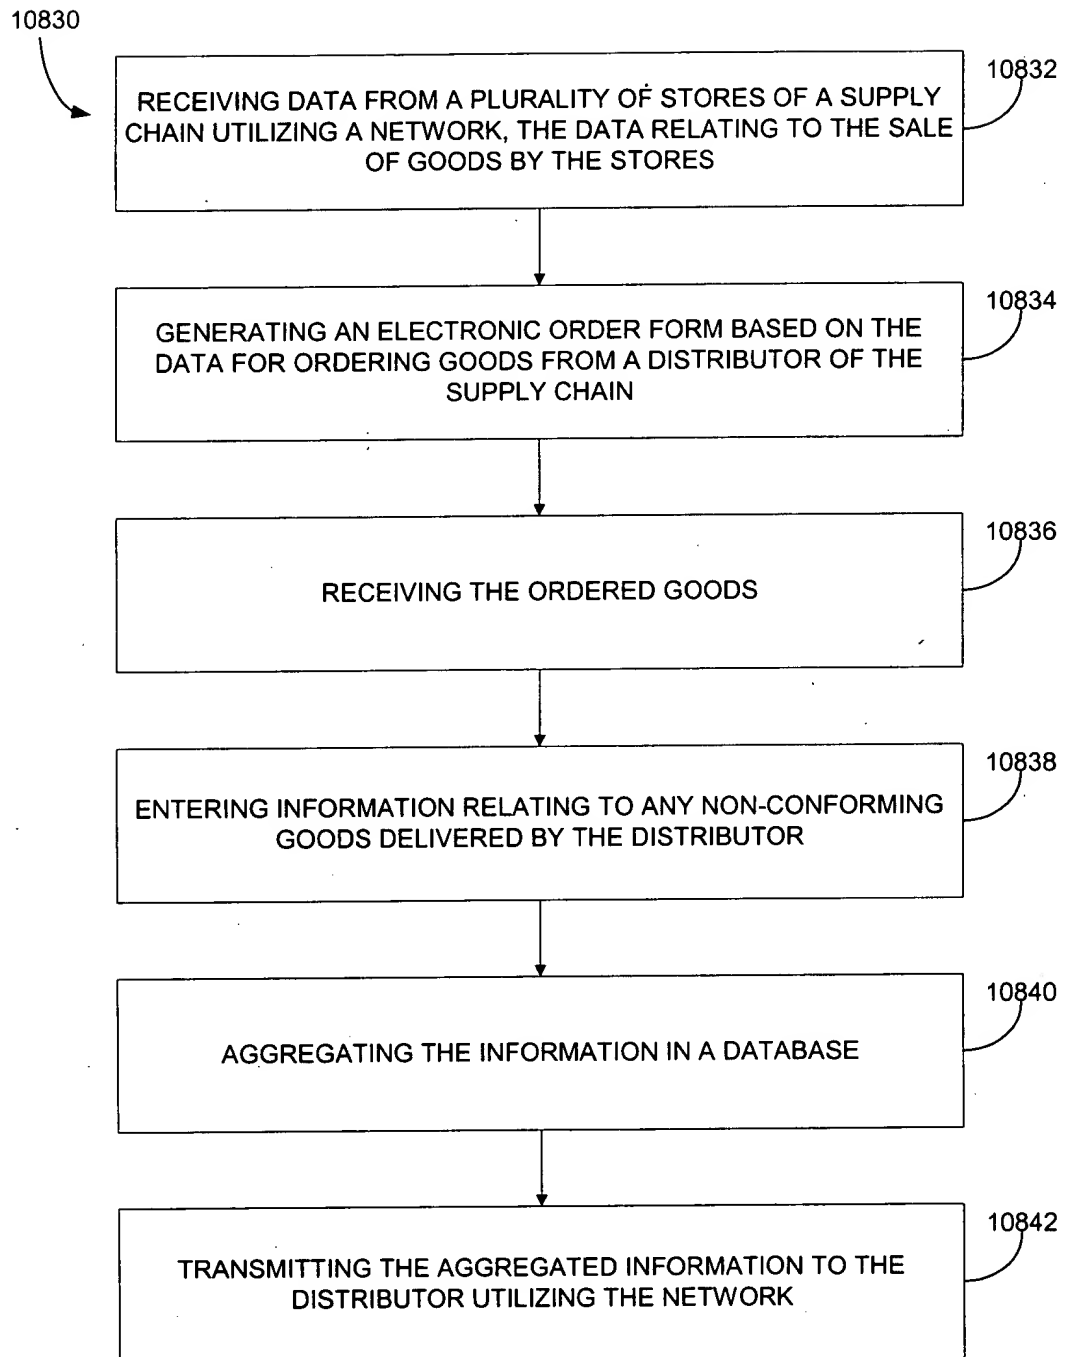 10830
10832
RECEIVING DATA FROM A PLURALITY OF STORES OF A SUPPLY
CHAIN UTILIZING A NETWORK, THE DATA RELATING TO THE SALE
OF GOODS BY THE STORES
10834
GENERATING AN ELECTRONIC ORDER FORM BASED ON THE
DATA FOR ORDERING GOODS FROM A DISTRIBUTOR OF THE
SUPPLY CHAIN
10836
RECEIVING THE ORDERED GOODS
10838
ENTERING INFORMATION RELATING TO ANY NON-CONFORMING
GOODS DELIVERED BY THE DISTRIBUTOR
10840
AGGREGATING THE INFORMATION IN A DATABASE
10842
TRANSMITTING THE AGGREGATED INFORMATION TO THE
DISTRIBUTOR UTILIZING THE NETWORK